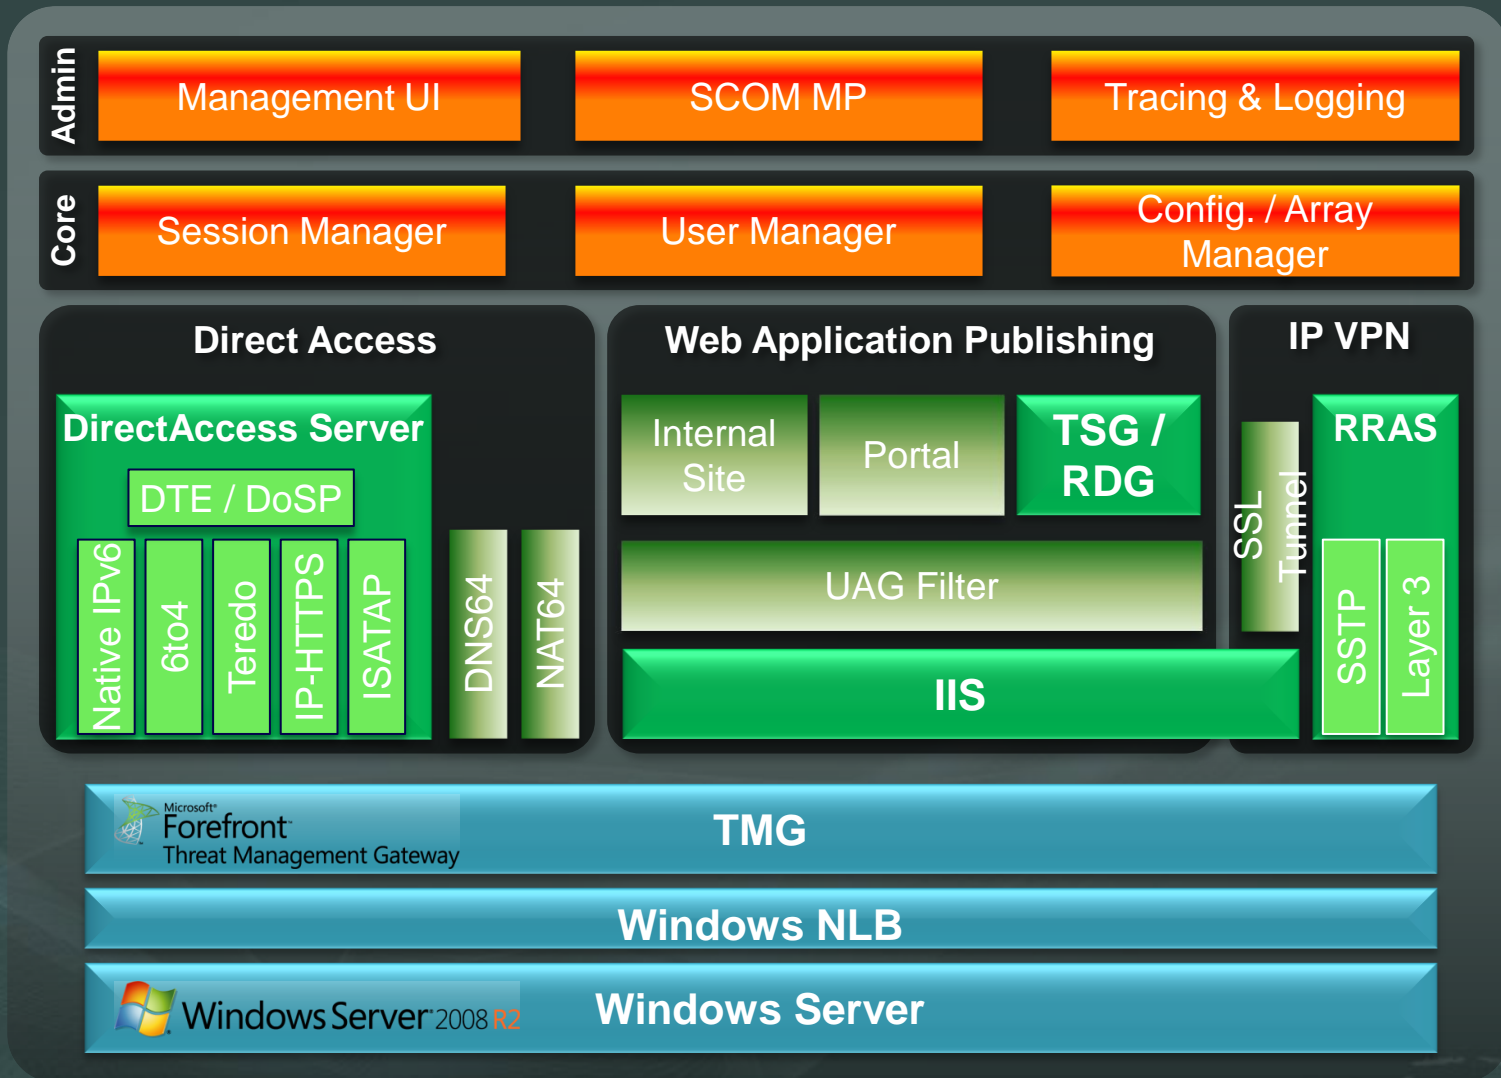 Admin
Management UI
SCOM MP
Tracing & Logging
Core
Session Manager
User Manager
Config. / Array
Manager
Direct Access
DirectAccess Server
DTE / DoSP
Native IPv6
6to4
Teredo
IP-HTTPS
ISATAP
DNS64
NAT64
Web Application Publishing
Internal
Site
Portal
TSG /
RDG
UAG Filter
IIS
IP VPN
SSL
Tunnel
RRAS
SSTP
Layer 3
Microsoft®
Forefront™
Threat Management Gateway
TMG
Windows NLB
Windows Server® 2008 R2
Windows Server